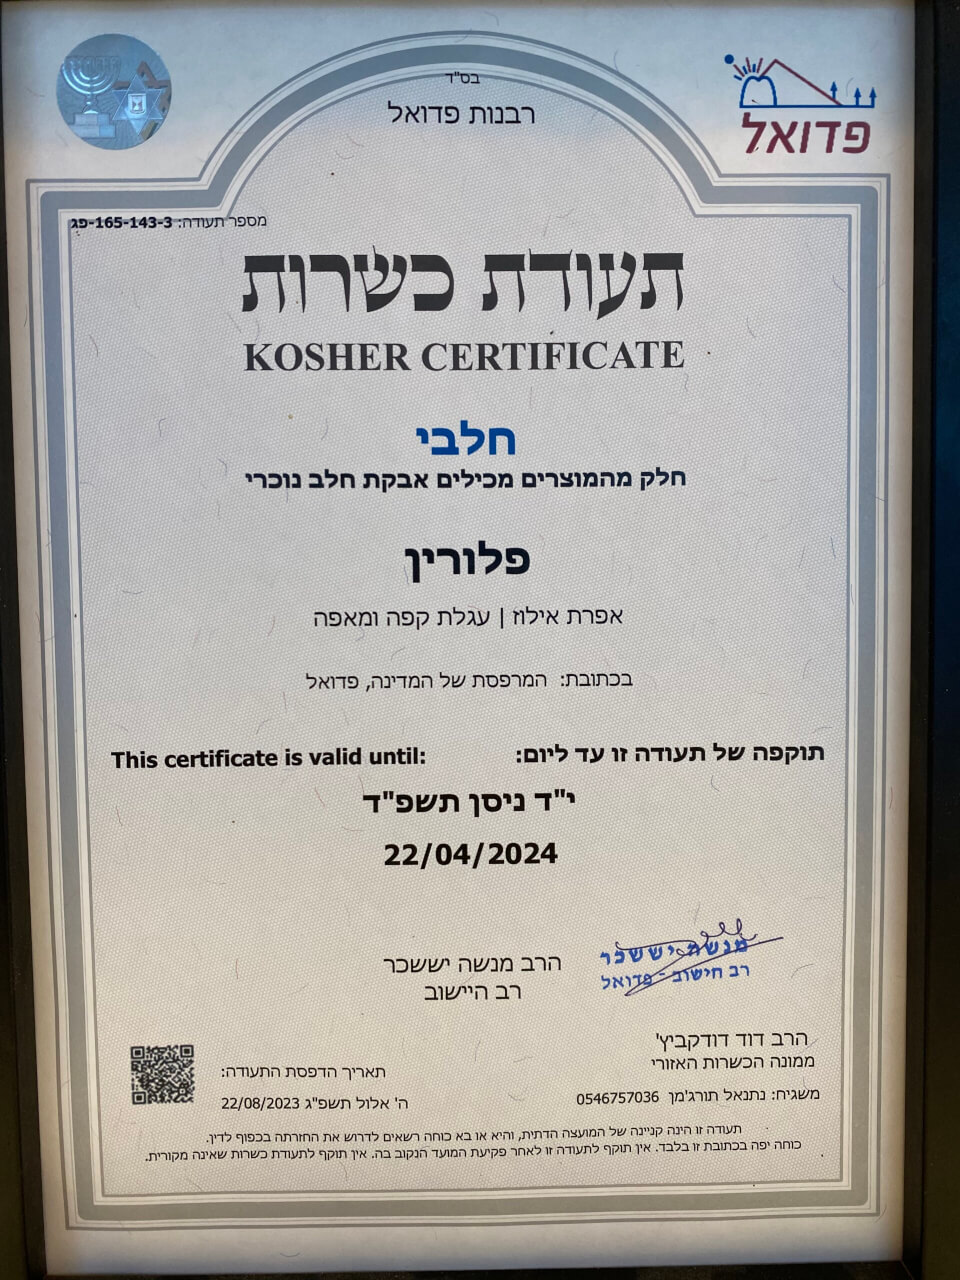 בס"ד
רבנות פדואל
פדואל
מספר תעודה: פג-165-143-3
תעודת כשרות
KOSHER CERTIFICATE
חלבי
חלק מהמוצרים מכילים אבקת חלב נוכרי
פלורין
אפרת אילוז | עגלת קפה ומאפה
בכתובת: המרפסת של המדינה, פדואל
תוקפה של תעודה זו עד ליום:
This certificate is valid until:
י"ד ניסן תשפ"ד
22/04/2024
הרב מנשה יששכר
רב היישוב
מנשה יששכר
רב חישוב - פדואל
הרב דוד דודקביץ'
ממונה הכשרות האזורי
משגיח: נתנאל תורג'מן 0546757036
תאריך הדפסת התעודה:
ה' אלול תשפ"ג 22/08/2023
תעודה זו הינה קניינה של המועצה הדתית, והיא או בא כוחה רשאים לדרוש את החזרתה בכפוף לדין.
כוחה יפה בכתובת זו בלבד. אין תוקף לתעודה זו לאחר פקיעת המועד הנקוב בה. אין תוקף לתעודת כשרות שאינה מקורית.